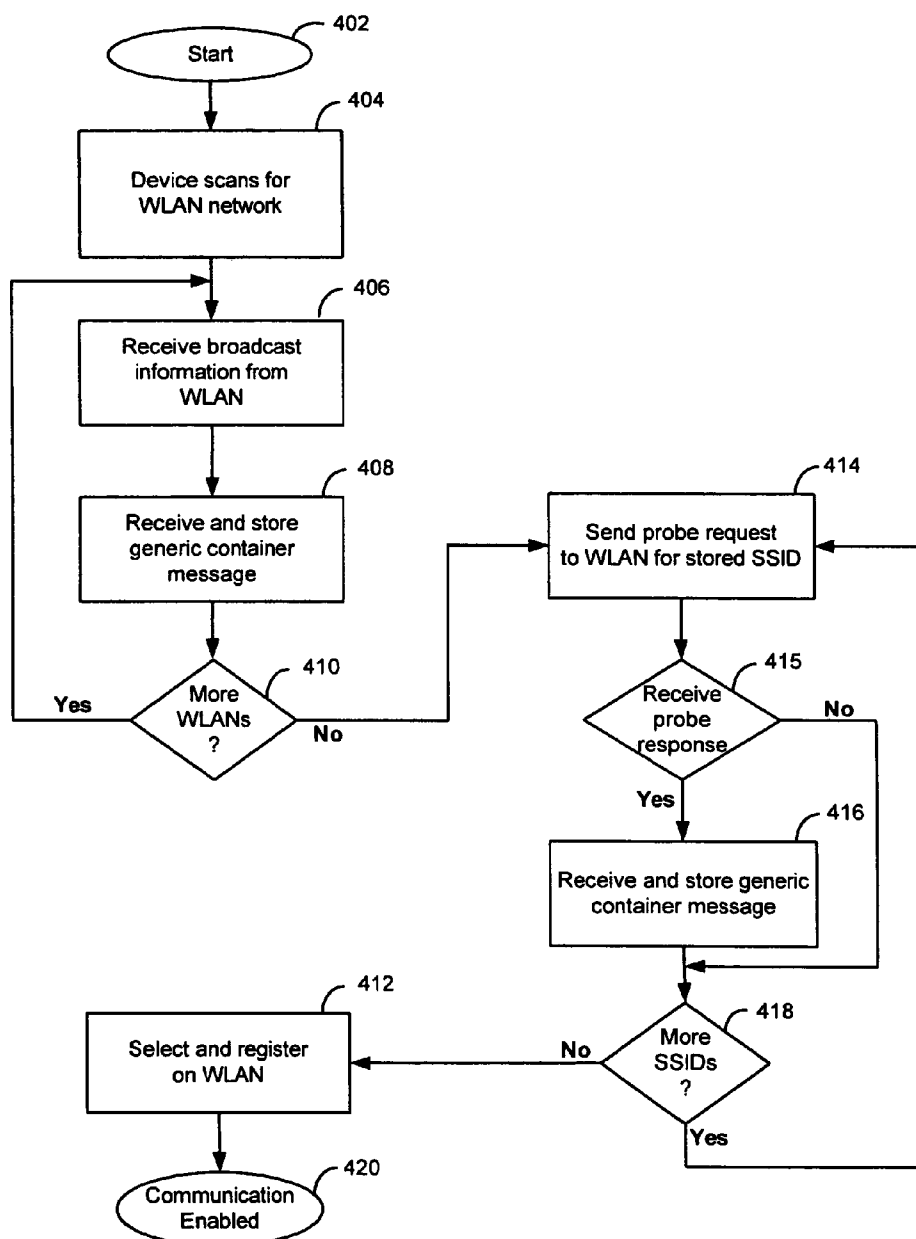 402
Start
404
Device scans for
WLAN network
406
Receive broadcast
information from
WLAN
408
Receive and store
generic container
message
410
More
WLANs
?
Yes
No
414
Send probe request
to WLAN for stored SSID
415
Receive
probe
response
No
Yes
416
Receive and store generic
container message
418
More
SSIDs
?
No
Yes
412
Select and register
on WLAN
420
Communication
Enabled